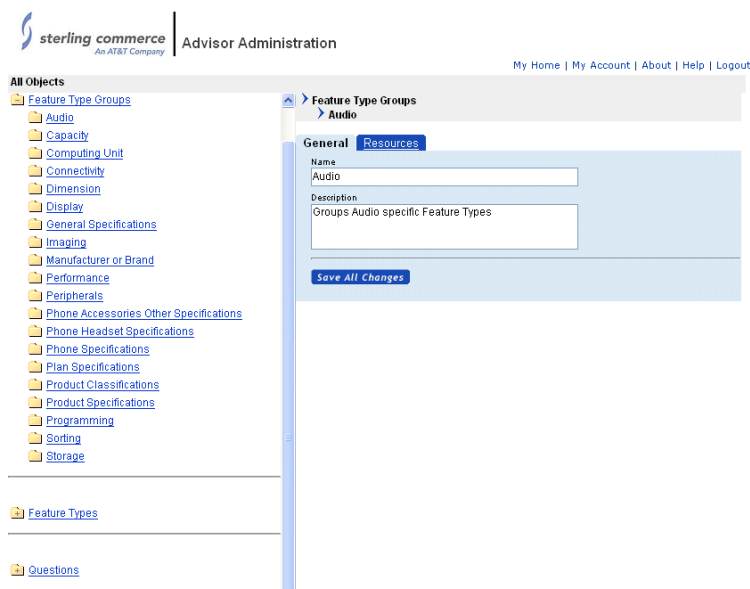 sterling commerce
An AT&T Company
Advisor Administration
My Home | My Account | About | Help | Logout
All Objects
Feature Type Groups
Audio
Capacity
Computing Unit
Connectivity
Dimension
Display
General Specifications
Imaging
Manufacturer or Brand
Performance
Peripherals
Phone Accessories Other Specifications
Phone Headset Specifications
Phone Specifications
Plan Specifications
Product Classifications
Product Specifications
Programming
Sorting
Storage
Feature Types
Questions
Feature Type Groups
Audio
General Resources
Name
Audio
Description
Groups Audio specific Feature Types
Save All Changes